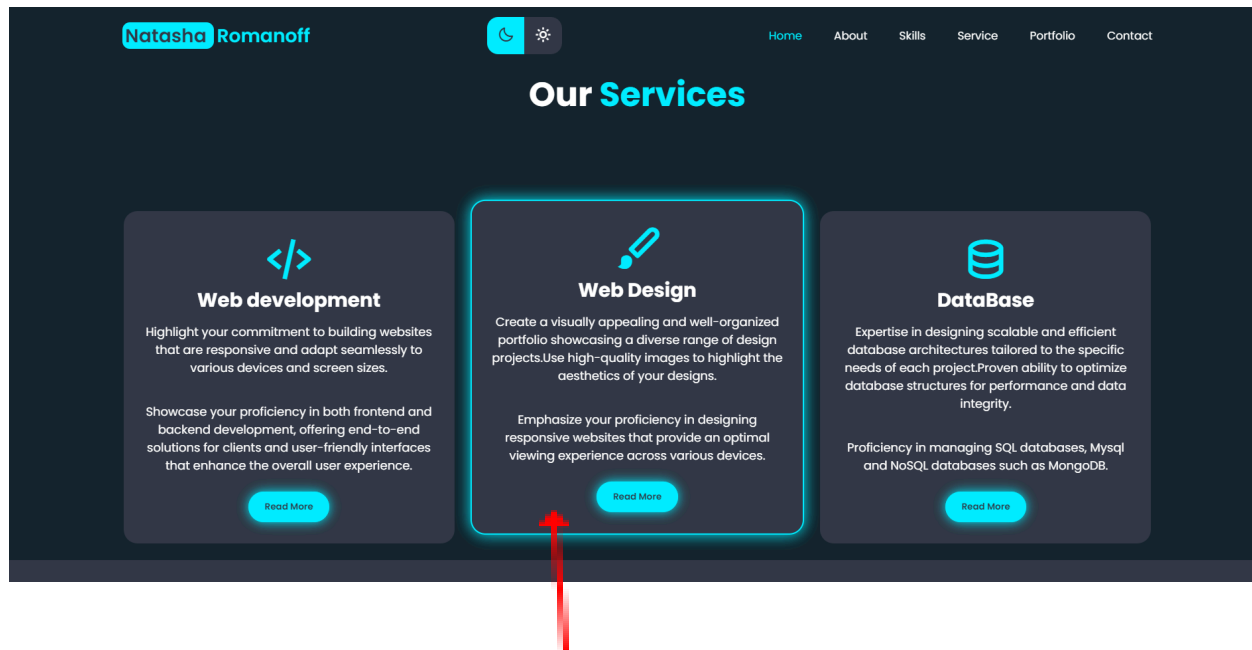 Natasha Romanoff
Home About Skills Service Portfolio Contact
Our Services
Web development
Highlight your commitment to building websites
that are responsive and adapt seamlessly to
various devices and screen sizes.
Showcase your proficiency in both frontend and
backend development, offering end-to-end
solutions for clients and user-friendly interfaces
that enhance the overall user experience.
Read More
Web Design
Create a visually appealing and well-organized
portfolio showcasing a diverse range of design
projects.Use high-quality images to highlight the
aesthetics of your designs.
Emphasize your proficiency in designing
responsive websites that provide an optimal
viewing experience across various devices.
Read More
DataBase
Expertise in designing scalable and efficient
database architectures tailored to the specific
needs of each project.Proven ability to optimize
database structures for performance and data
integrity.
Proficiency in managing SQL databases, Mysql
and NoSQL databases such as MongoDB.
Read More